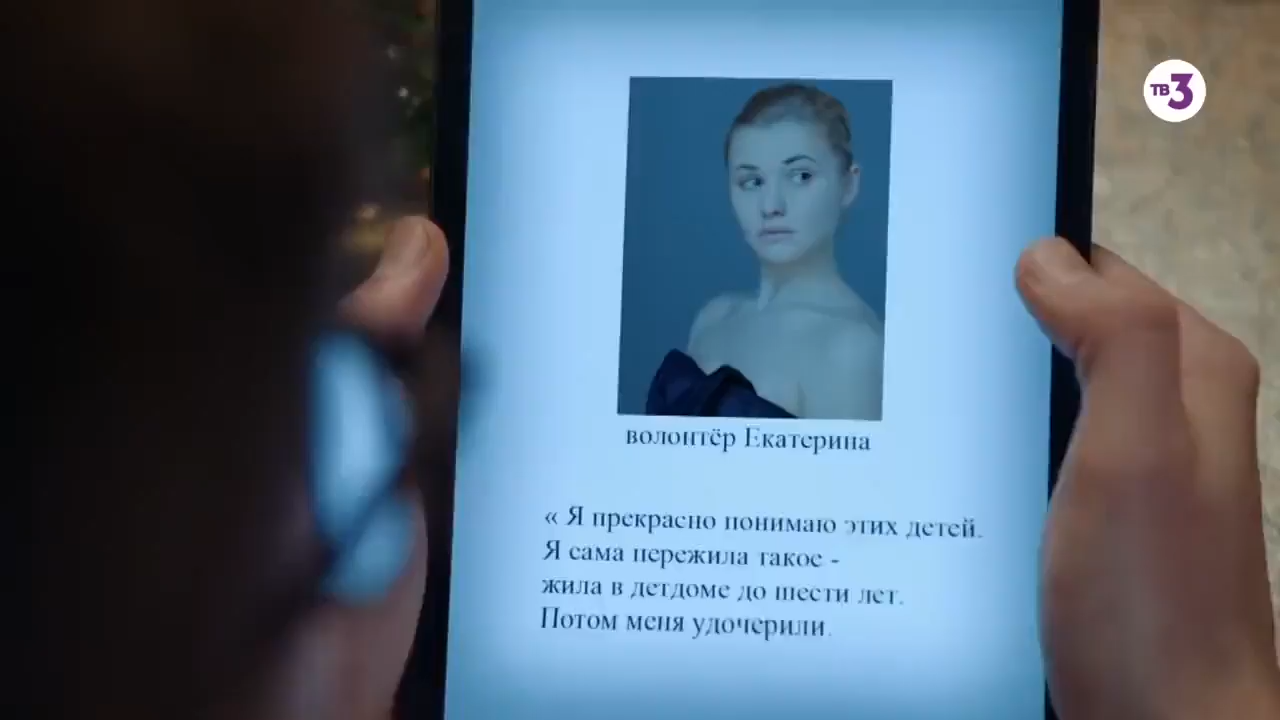 ТВ3
волонтёр Екатерина
« Я прекрасно понимаю этих детей.
Я сама пережила такое -
жила в детдоме до шести лет.
Потом меня удочерили.